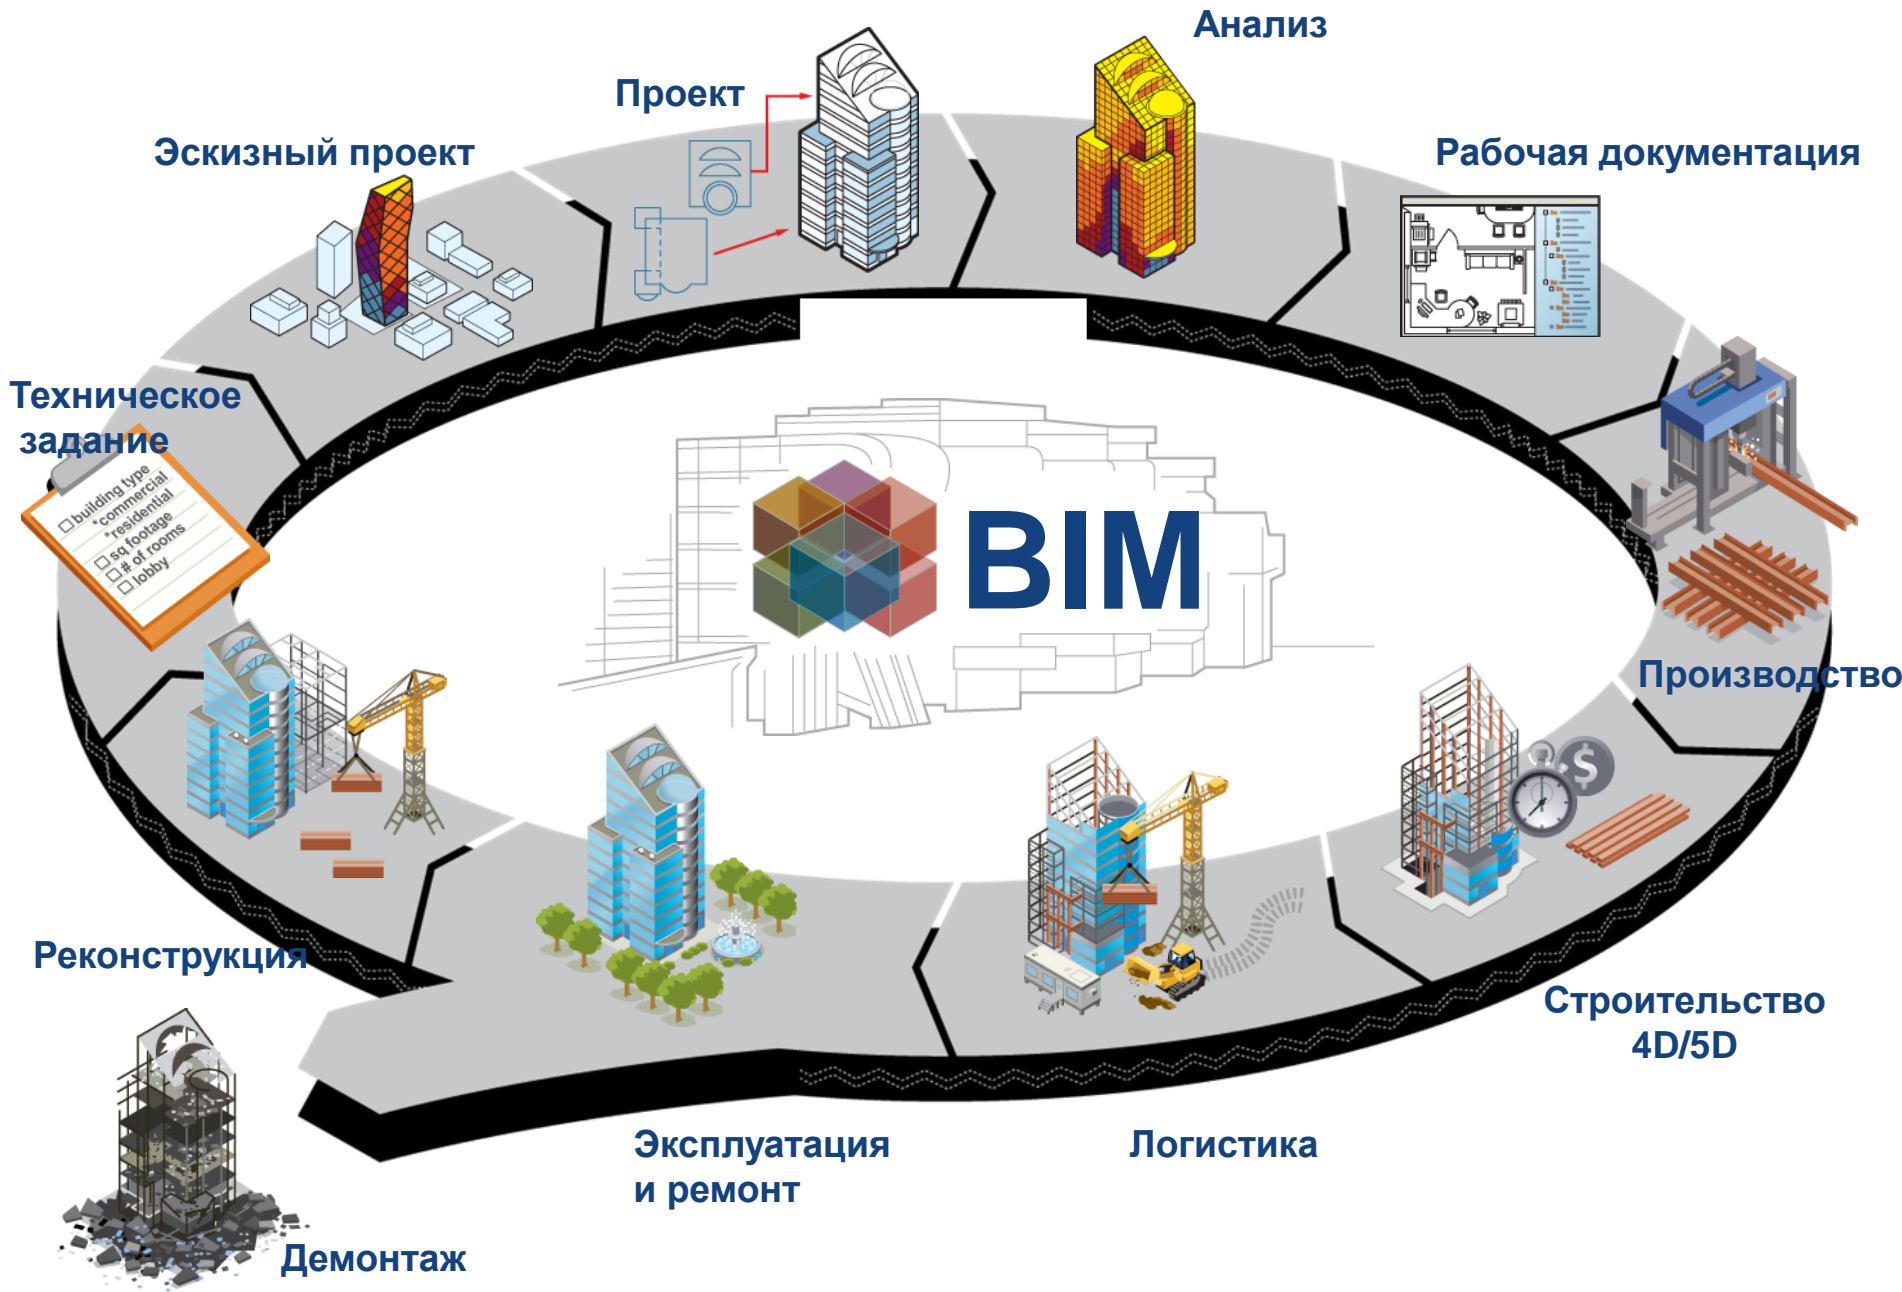 Анализ
Проект
Эскизный проект
Рабочая документация
Техническое
задание
building type
*commercial
*residential
sq footage
# of rooms
lobby
BIM
Производство
$
Реконструкция
Строительство
4D/5D
Эксплуатация
и ремонт
Логистика
Демонтаж